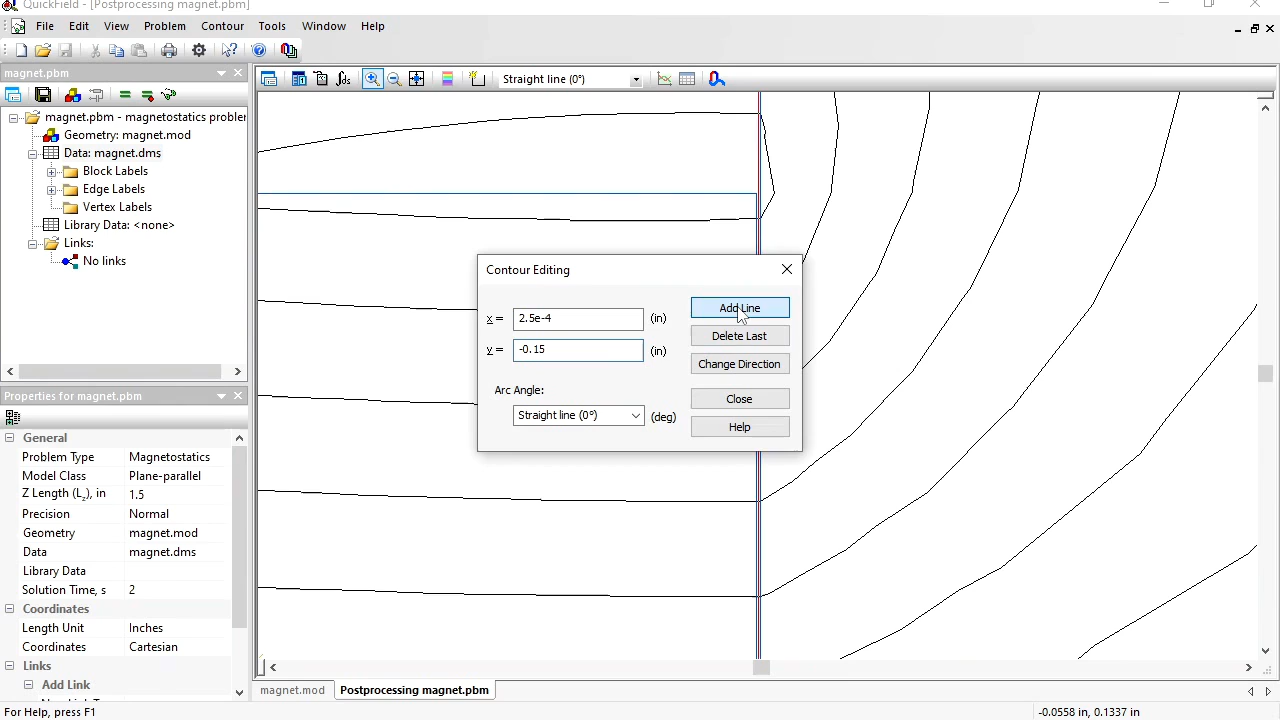 QuickField - [Postprocessing magnet.pbm]
File Edit View Problem Contour Tools Window Help
magnet.pbm
Straight line (0°)
magnet.pbm - magnetostatics problem
Geometry: magnet.mod
Data: magnet.dms
Block Labels
Edge Labels
Vertex Labels
Library Data: <none>
Links:
No links
Contour Editing
x = 2.5e-4 (in)
Add Line
Delete Last
y = -0.15 (in)
Change Direction
Arc Angle:
Close
Straight line (0°) (deg)
Help
Properties for magnet.pbm
General
Problem Type Magnetostatics
Model Class Plane-parallel
Z Length (Lz), in 1.5
Precision Normal
Geometry magnet.mod
Data magnet.dms
Library Data
Solution Time, s 2
Coordinates
Length Unit Inches
Coordinates Cartesian
Links
Add Link
magnet.mod Postprocessing magnet.pbm
For Help, press F1
-0.0558 in, 0.1337 in